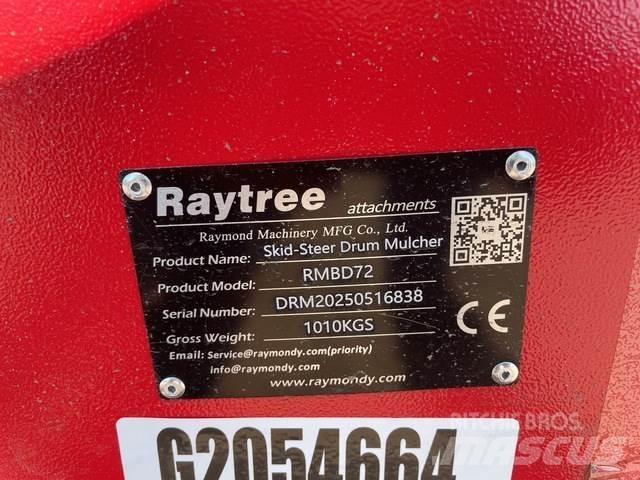 Raytree attachments
Raymond Machinery MFG Co., Ltd.
Product Name: Skid-Steer Drum Mulcher
Product Model: RMBD72
Serial Number: DRM20250516838
Gross Weight: 1010KGS
Email: Service@raymondy.com(priority)
info@raymondy.com
www.raymondy.com
CE
G2054664
RITCHIE BROS.
MASCUS